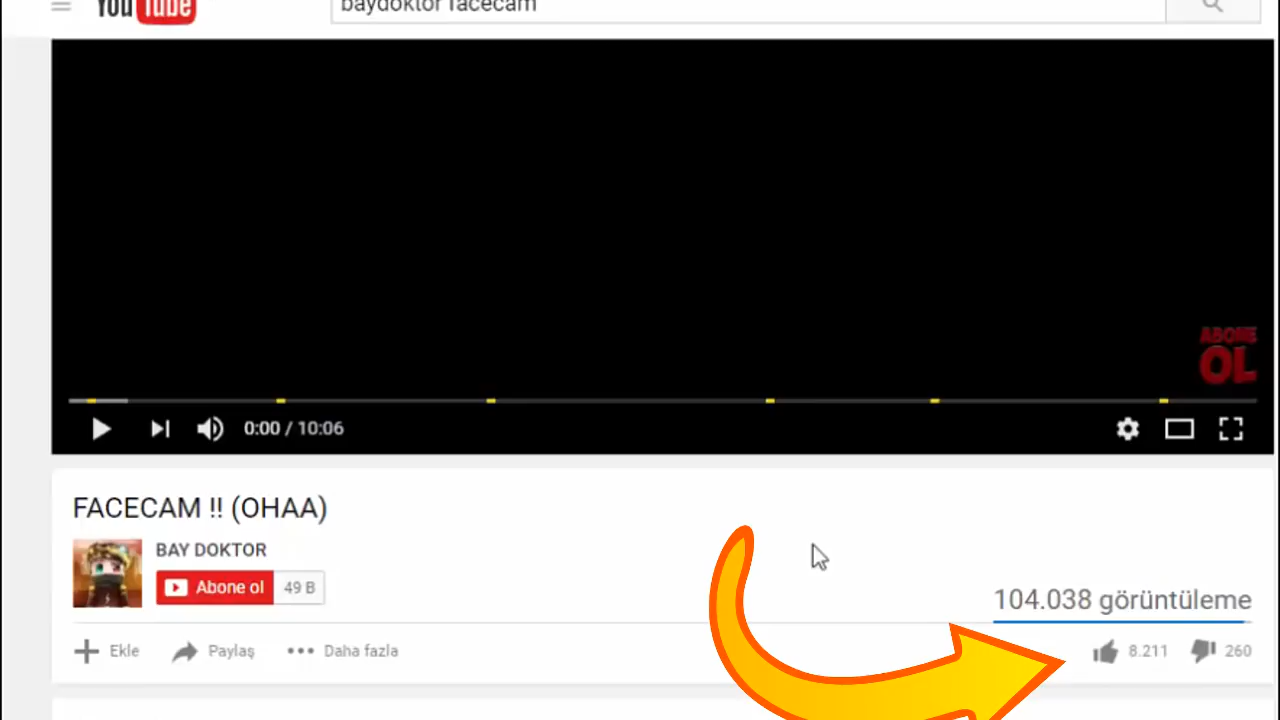 YouTube
baydoktor facecam
ABONE
OL
0:00 / 10:06
FACECAM !! (OHAA)
BAY DOKTOR
Abone ol 49 B
104.038 görüntüleme
Ekle Paylaş Daha fazla 8.211 260